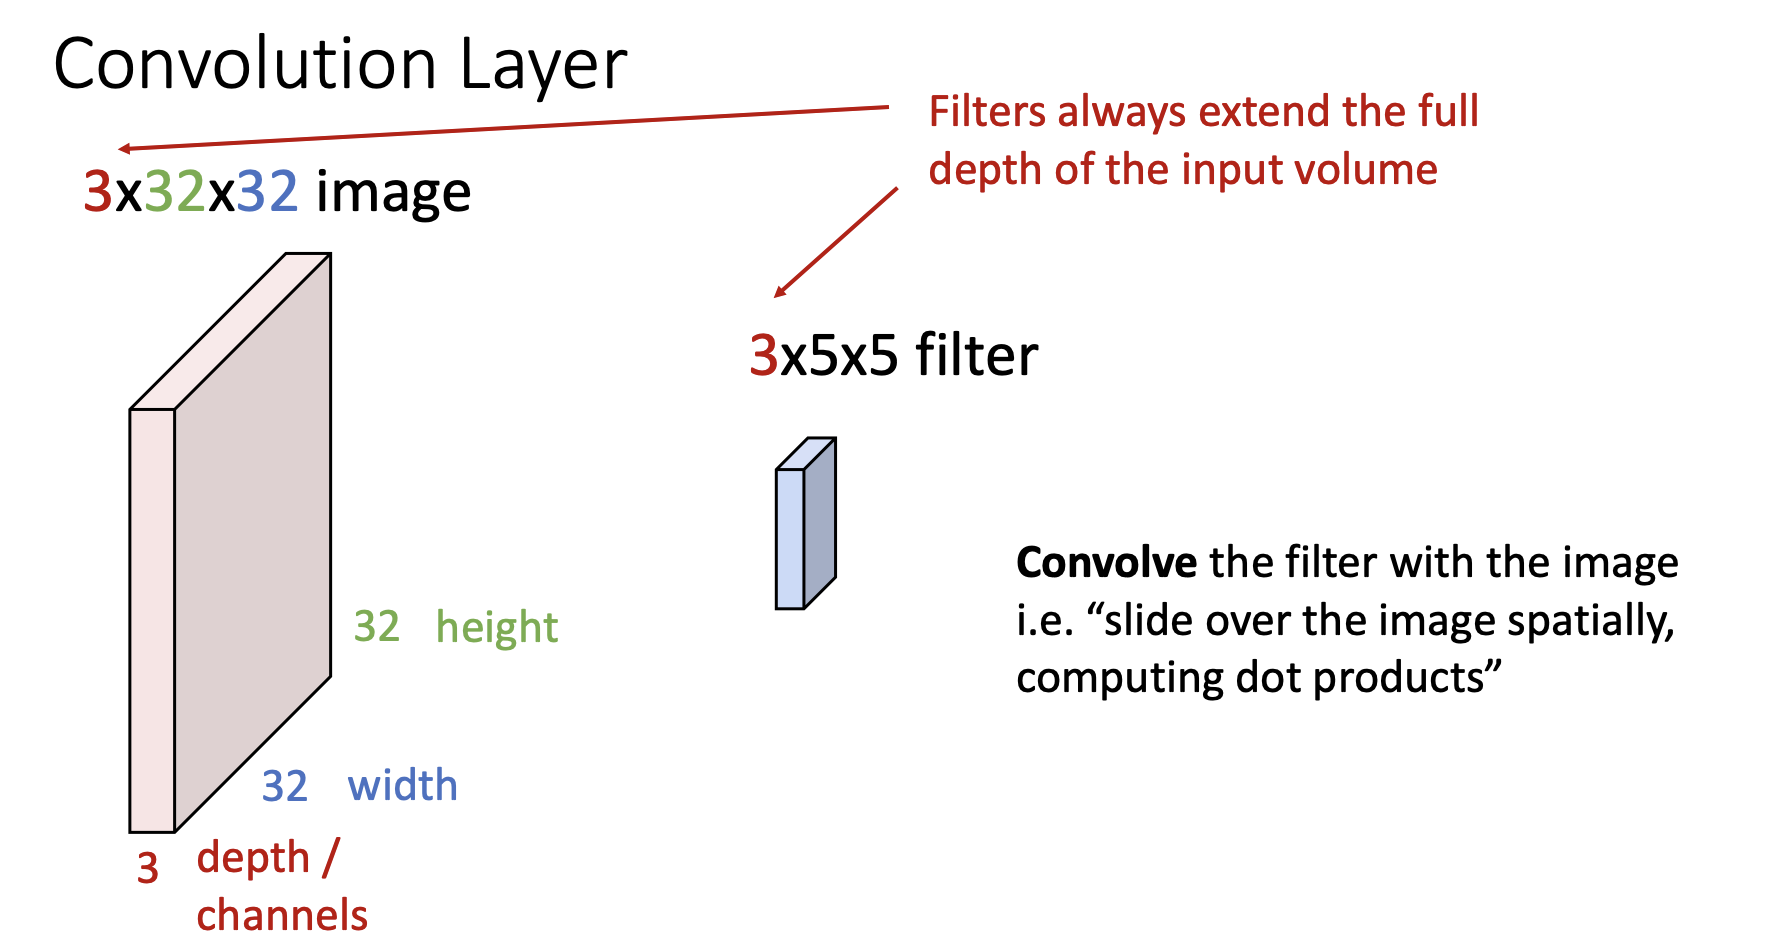 Convolution Layer
Filters always extend the full
depth of the input volume
3x32x32 image
3x5x5 filter
Convolve the filter with the image
i.e. “slide over the image spatially,
computing dot products”
32 height
32 width
3 depth /
channels